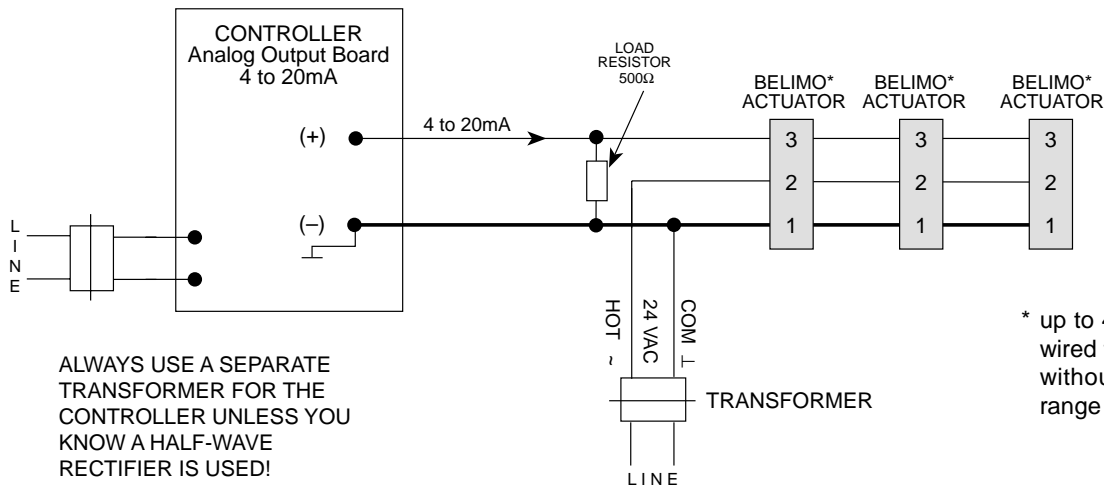 CONTROLLER
Analog Output Board
4 to 20mA
(+)
(–)
L
I
N
E
4 to 20mA
LOAD
RESISTOR
500Ω
BELIMO*
ACTUATOR
3
2
1
BELIMO*
ACTUATOR
3
2
1
BELIMO*
ACTUATOR
3
2
1
HOT ~
24 VAC
COM ⊥
TRANSFORMER
LINE
ALWAYS USE A SEPARATE
TRANSFORMER FOR THE
CONTROLLER UNLESS YOU
KNOW A HALF-WAVE
RECTIFIER IS USED!
* up to
wired
range